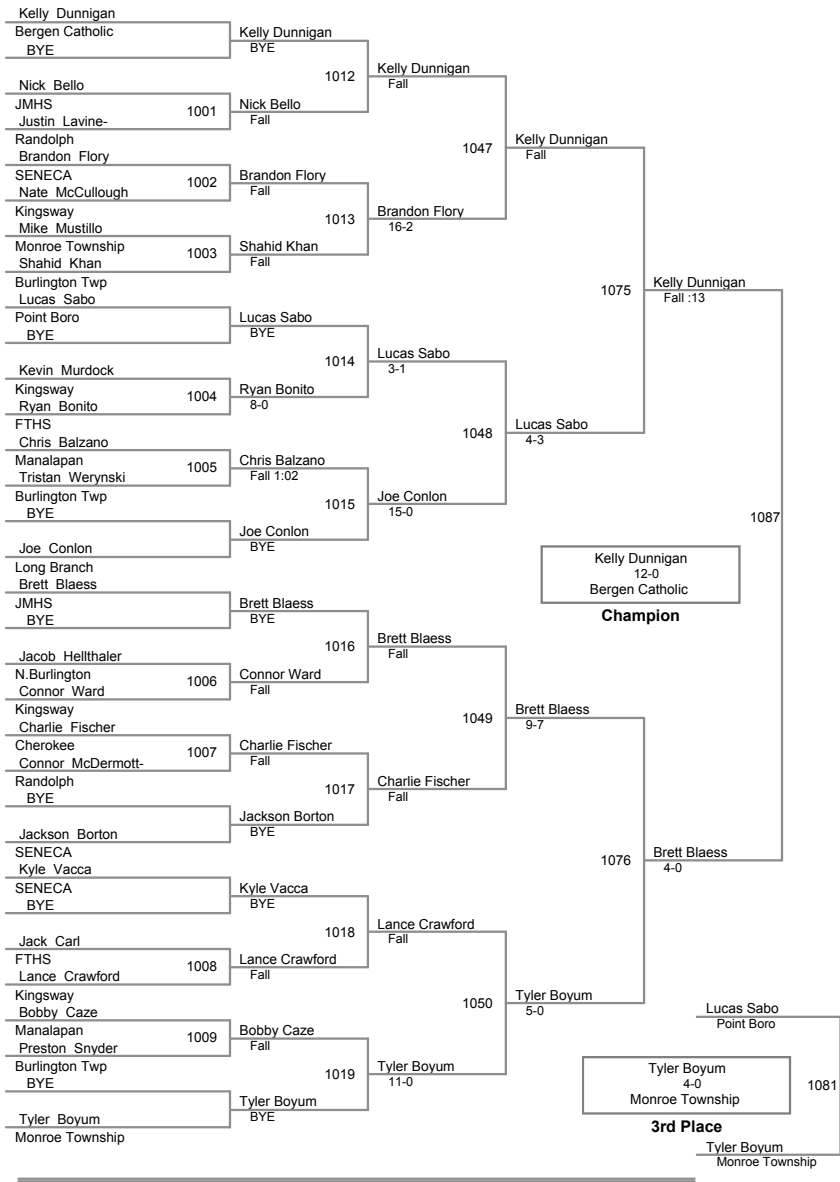 Kelly Dunnigan
Bergen Catholic
BYE
Nick Bello
JMHS
Justin Lavine-
Randolph
Brandon Flory
SENECA
Nate McCullough
Kingsway
Mike Mustillo
Monroe Township
Shahid Khan
Burlington Twp
Lucas Sabo
Point Boro
BYE
Kevin Murdock
Kingsway
Ryan Bonito
FTHS
Chris Balzano
Manalapan
Tristan Werynski
Burlington Twp
BYE
Joe Conlon
Long Branch
Brett Blaess
JMHS
BYE
Jacob Hellthaler
N.Burlington
Connor Ward
Kingsway
Charlie Fischer
Cherokee
Connor McDermott-
Randolph
BYE
Jackson Borton
SENECA
Kyle Vacca
SENECA
BYE
Jack Carl
FTHS
Lance Crawford
Kingsway
Bobby Caze
Manalapan
Preston Snyder
Burlington Twp
BYE
Tyler Boyum
Monroe Township
1001
1002
1003
1004
1005
1006
1007
1008
1009
Kelly Dunnigan
BYE
Nick Bello
Fall
Brandon Flory
Fall
Shahid Khan
Fall
Lucas Sabo
BYE
Ryan Bonito
8-0
Chris Balzano
Fall 1:02
Joe Conlon
BYE
Brett Blaess
BYE
Connor Ward
Fall
Charlie Fischer
Fall
Jackson Borton
BYE
Kyle Vacca
BYE
Lance Crawford
Fall
Bobby Caze
Fall
Tyler Boyum
BYE
1012
1013
1014
1015
1016
1017
1018
1019
Kelly Dunnigan
Fall
Brandon Flory
16-2
Lucas Sabo
3-1
Joe Conlon
15-0
Brett Blaess
Fall
Charlie Fischer
Fall
Lance Crawford
Fall
Tyler Boyum
11-0
1047
1048
1049
1050
Kelly Dunnigan
Fall
Lucas Sabo
4-3
Brett Blaess
9-7
Tyler Boyum
5-0
1075
1076
Kelly Dunnigan
Fall :13
Brett Blaess
4-0
1087
Kelly Dunnigan
12-0
Bergen Catholic
Champion
Lucas Sabo
Point Boro
Tyler Boyum
4-0
Monroe Township
1081
3rd Place
Tyler Boyum
Monroe Township